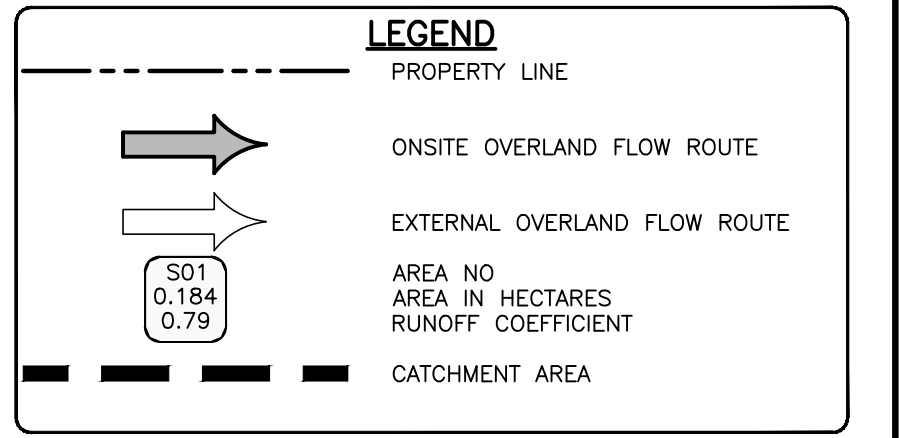 LEGEND
PROPERTY LINE
ONSITE OVERLAND FLOW ROUTE
EXTERNAL OVERLAND FLOW ROUTE
S01 AREA NO
0.184 AREA IN HECTARES
0.79 RUNOFF COEFFICIENT
CATCHMENT AREA